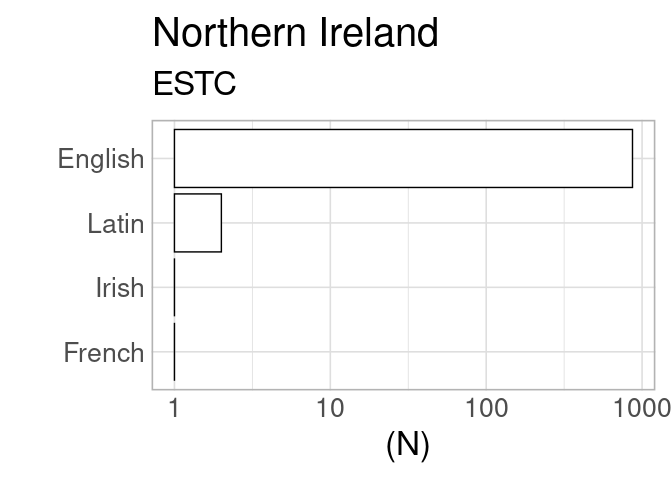 Northern Ireland
ESTC
English
Latin
Irish
French
1 10 100 1000
(N)